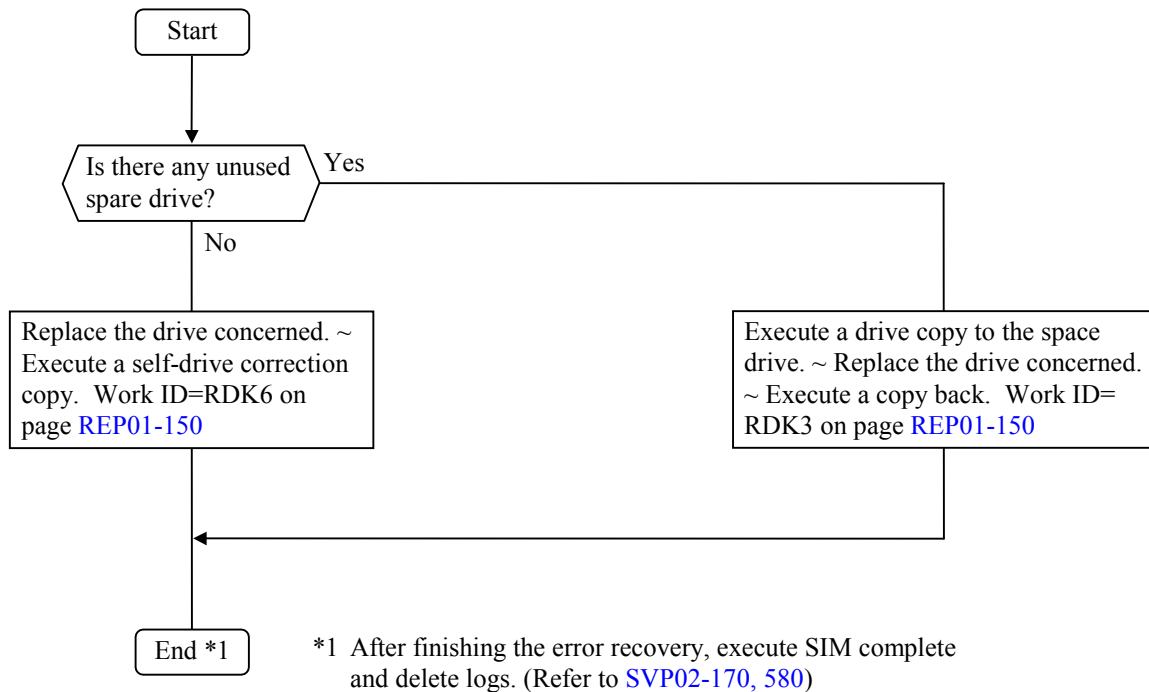 Start
Is there any unused
spare drive?
Yes
No
Replace the drive concerned. ~
Execute a self-drive correction
copy.  Work ID=RDK6 on
page REP01-150
Execute a drive copy to the space
drive. ~ Replace the drive concerned.
~ Execute a copy back.  Work ID=
RDK3 on page REP01-150
End *1
*1  After finishing the error recovery, execute SIM complete
and delete logs. (Refer to SVP02-170, 580)